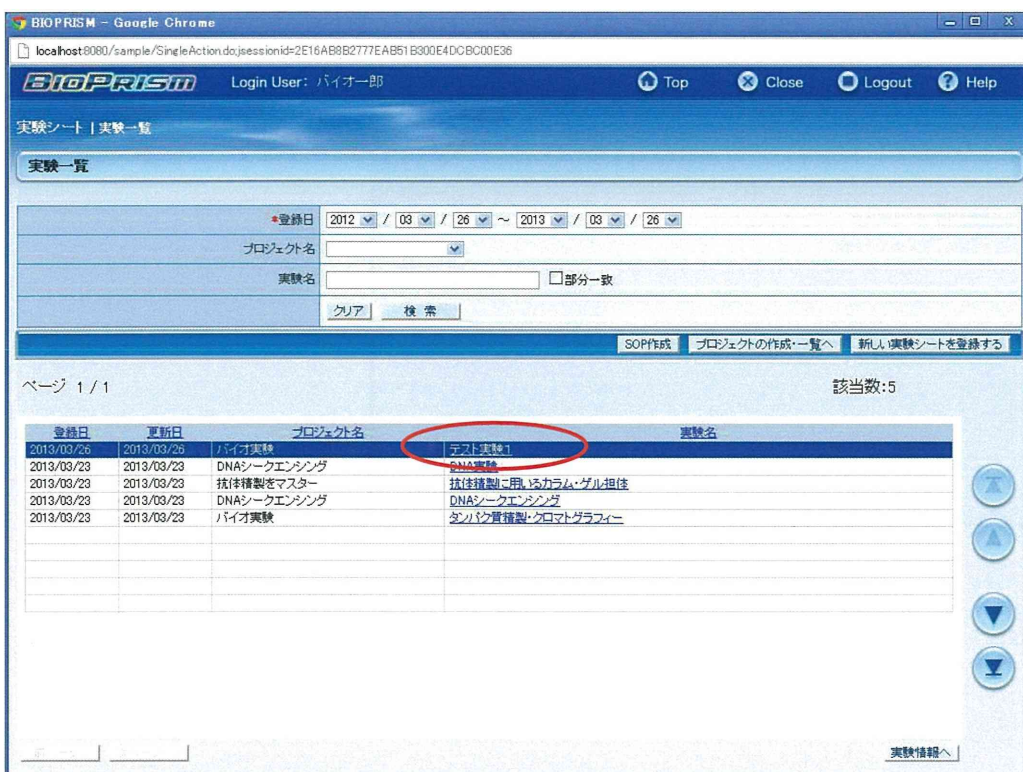 BIOPRISM - Google Chrome
localhost:8080/sample/SingleAction.do;jsessionid=2E16AB8B2777EAB51B300E4DCBC00E36
BIOPRISM Login User: バイオ一郎 Top Close Logout Help
実験シート | 実験一覧
実験一覧
*登録日 2012 / 03 / 26 ~ 2013 / 03 / 26
プロジェクト名
実験名 部分一致
クリア 検 索
SOP作成 プロジェクトの作成・一覧へ 新しい実験シートを登録する
ページ 1 / 1 該当数:5
登録日 更新日 プロジェクト名 実験名
2013/03/26 2013/03/26 バイオ実験 テスト実験1
2013/03/23 2013/03/23 DNAシークエンシング DNA実験
2013/03/23 2013/03/23 抗体精製をマスター 抗体精製に用いるカラム・ゲル担体
2013/03/23 2013/03/23 DNAシークエンシング DNAシークエンシング
2013/03/23 2013/03/23 バイオ実験 タンパク質精製・クロマトグラフィー
実験情報へ